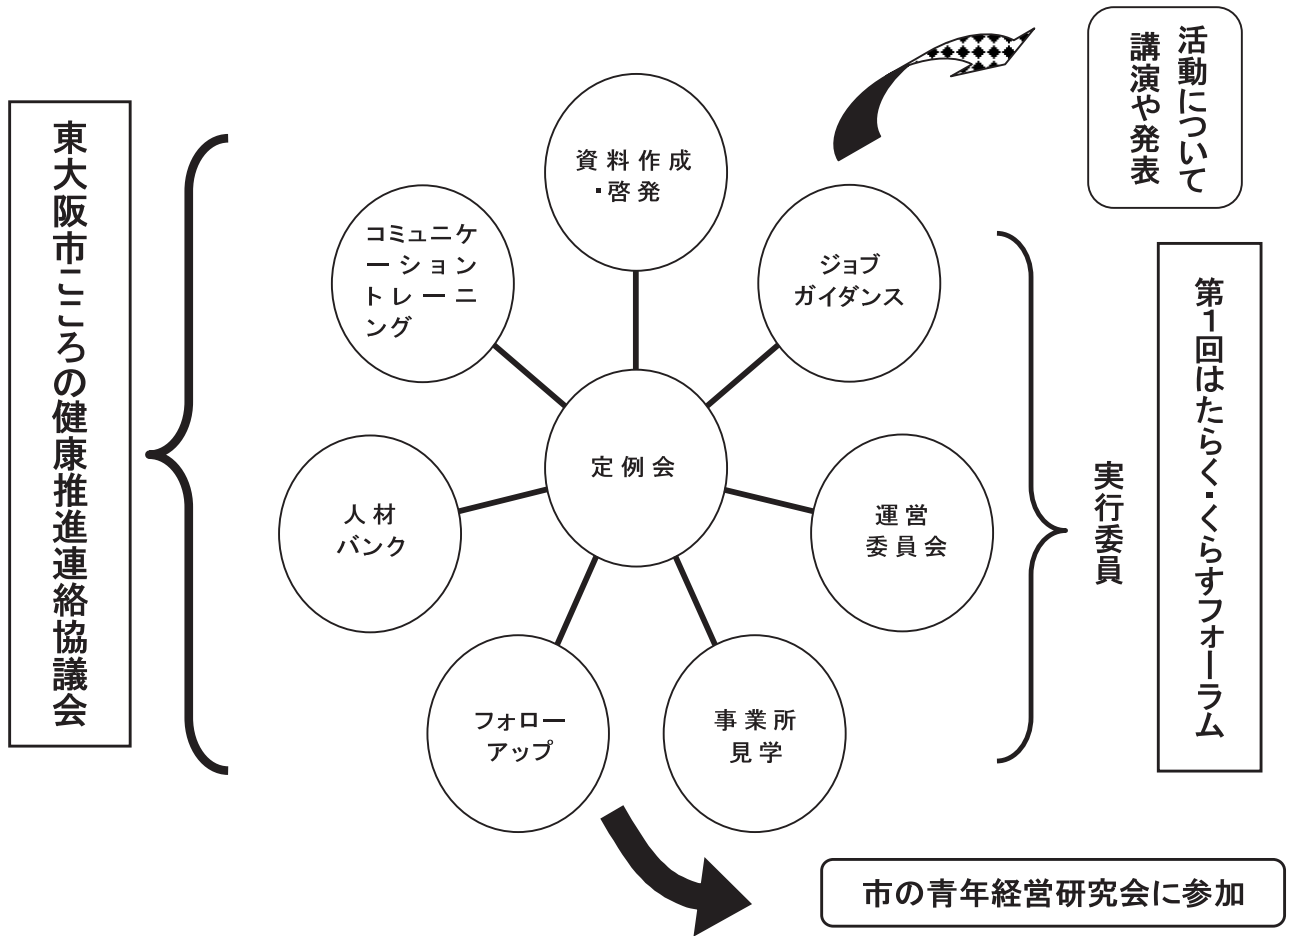 東大阪市こころの健康推進連絡協議会
資料作成
・啓発
コミュニケ
ーション
トレーニ
ング
ジョブ
ガイダンス
定例会
人材
バンク
運営
委員会
フォロー
アップ
事業所
見学
活動について
講演や発表
実行委員
第1回はたらく・くらすフォーラム
市の青年経営研究会に参加